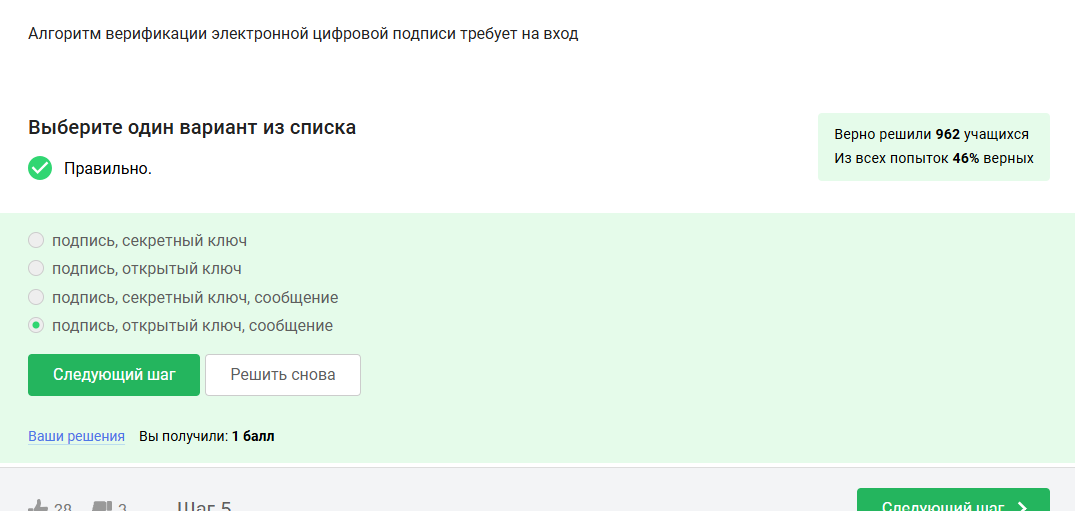 Алгоритм верификации электронной цифровой подписи требует на вход
Выберите один вариант из списка
Правильно.
Верно решили 962 учащихся
Из всех попыток 46% верных
подпись, секретный ключ
подпись, открытый ключ
подпись, секретный ключ, сообщение
подпись, открытый ключ, сообщение
Следующий шаг
Решить снова
Ваши решения Вы получили: 1 балл
28 3 Шаг 5 Следующий шаг